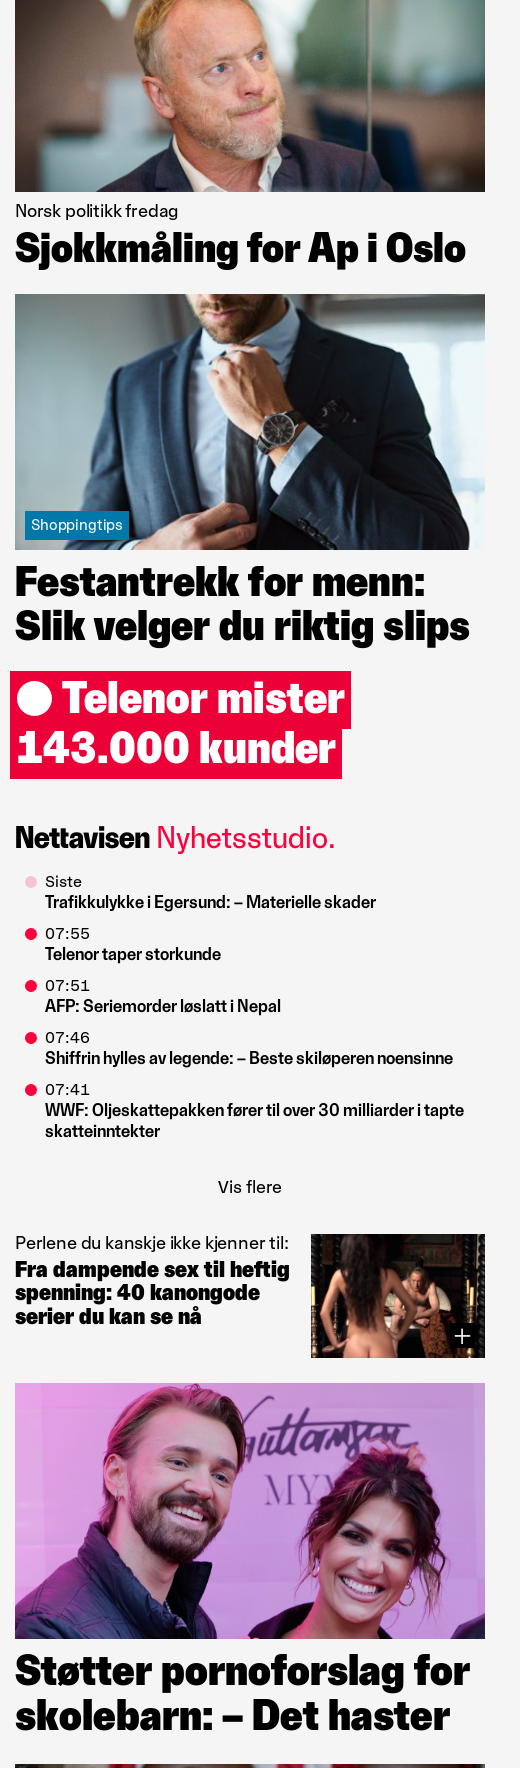 Norsk politikk fredag
Sjokkmåling for Ap i Oslo
Shoppingtips
Festantrekk for menn:
Slik velger du riktig slips
Telenor mister
143.000 kunder
Nettavisen Nyhetsstudio.
Siste
Trafikkulykke i Egersund: – Materielle skader
07:55
Telenor taper storkunde
07:51
AFP: Seriemorder løslatt i Nepal
07:46
Shiffrin hylles av legende: – Beste skiløperen noensinne
07:41
WWF: Oljeskattepakken fører til over 30 milliarder i tapte
skatteinntekter
Vis flere
Perlene du kanskje ikke kjenner til:
Fra dampende sex til heftig
spenning: 40 kanongode
serier du kan se nå
Støtter pornoforslag for
skolebarn: – Det haster